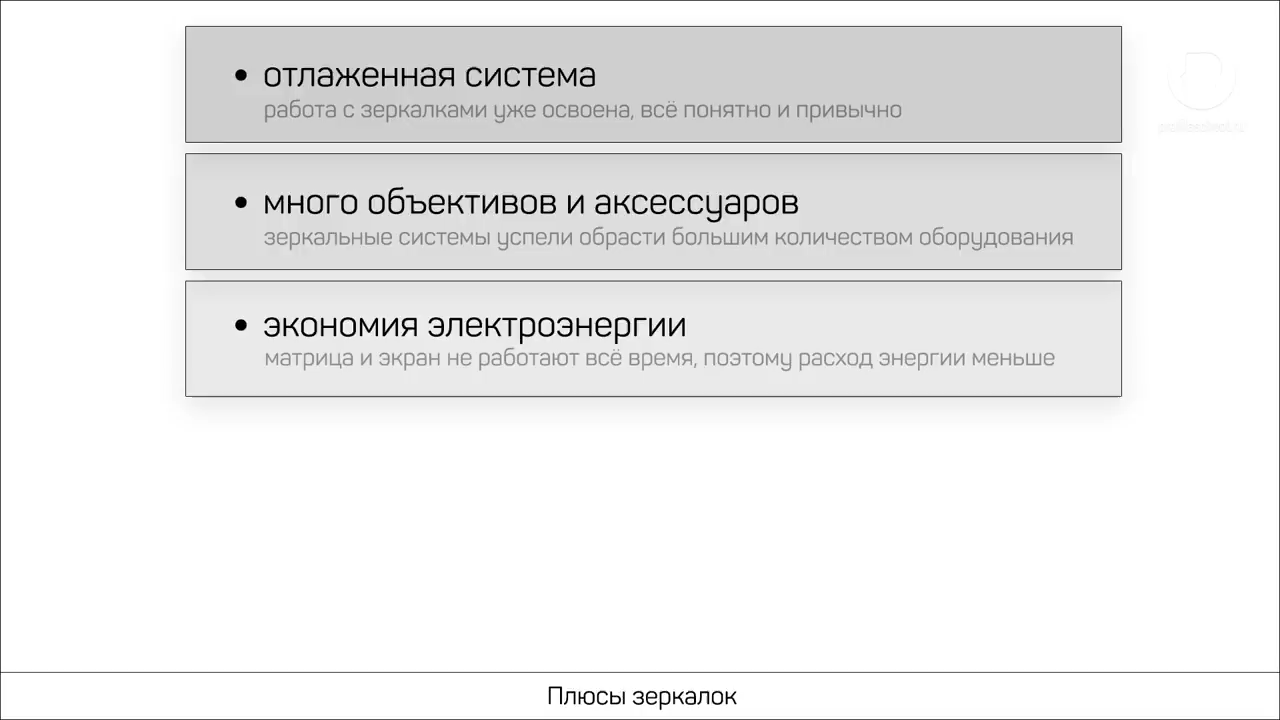 • отлаженная система
работа с зеркалками уже освоена, всё понятно и привычно
• много объективов и аксессуаров
зеркальные системы успели обрасти большим количеством оборудования
• экономия электроэнергии
матрица и экран не работают всё время, поэтому расход энергии меньше
Плюсы зеркалок